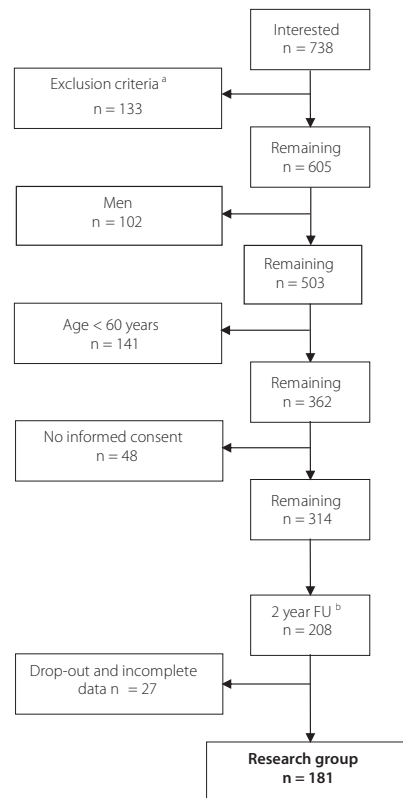 Interested
n = 738
Exclusion criteria a
n = 133
Remaining
n = 605
Men
n = 102
Remaining
n = 503
Age < 60 years
n = 141
Remaining
n = 362
No informed consent
n = 48
Remaining
n = 314
2 year FU b
n = 208
Drop-out and incomplete
data n = 27
Research group
n = 181